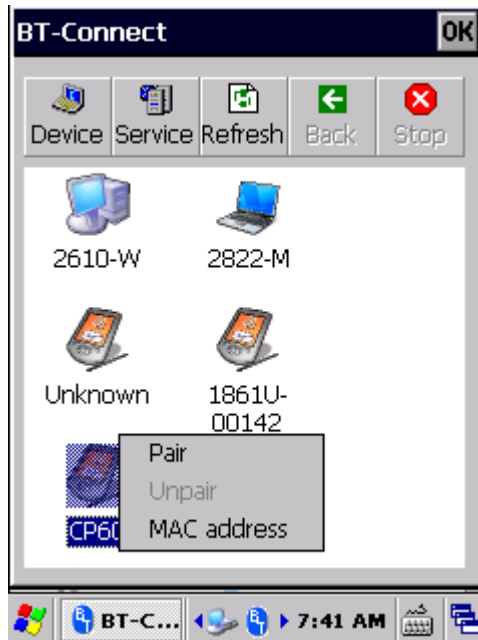 BT-Connect OK
Device Service Refresh Back Stop
2610-W 2822-M
Unknown 1861U-
00142
Pair
Unpair
MAC address
BT-C... 7:41 AM